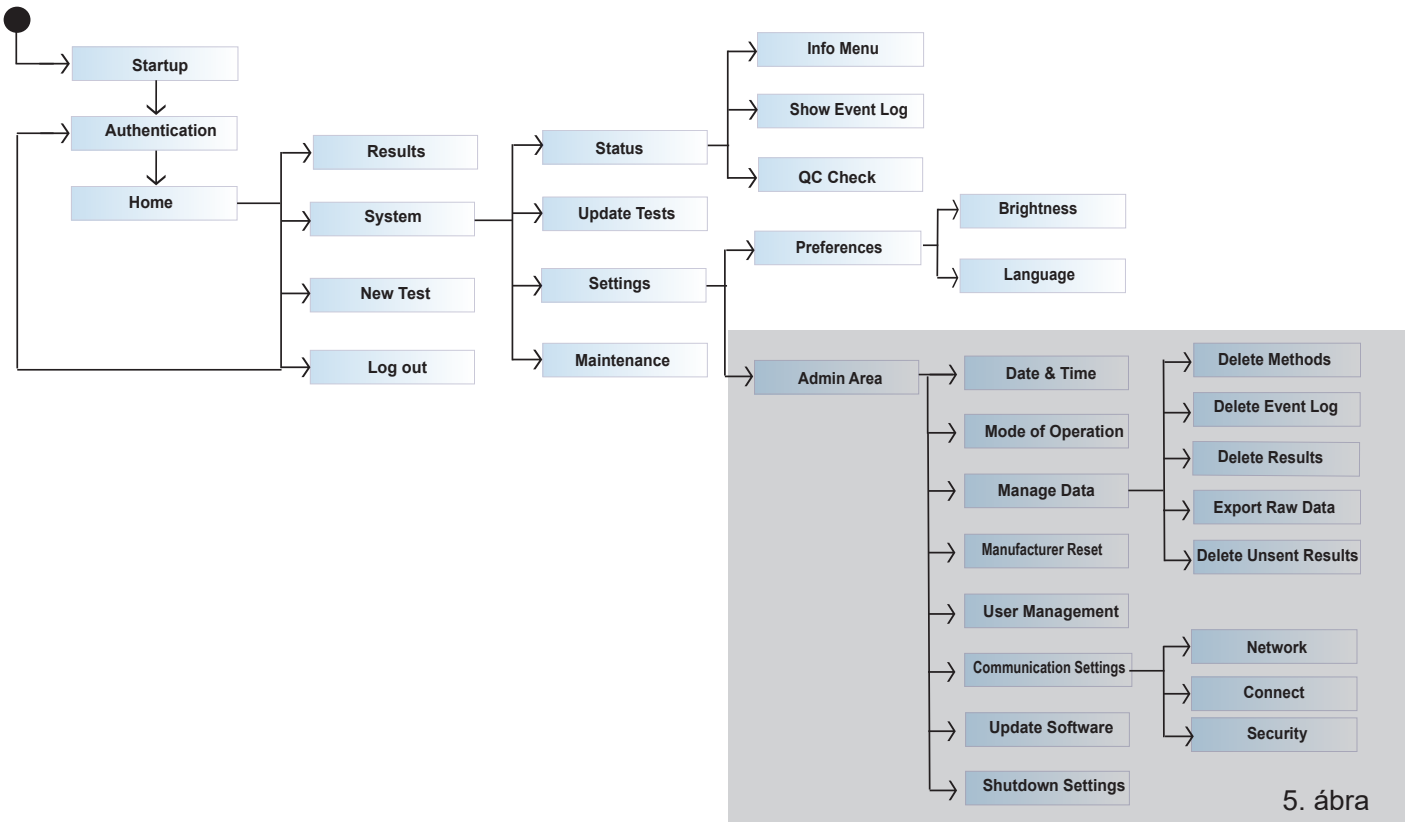 Startup
Authentication
Home
Results
System
New Test
Log out
Status
Update Tests
Settings
Maintenance
Info Menu
Show Event Log
QC Check
Preferences
Brightness
Language
Admin Area
Date & Time
Mode of Operation
Manage Data
Manufacturer Reset
User Management
Communication Settings
Update Software
Shutdown Settings
Delete Methods
Delete Event Log
Delete Results
Export Raw Data
Delete Unsent Results
Network
Connect
Security
5. ábra